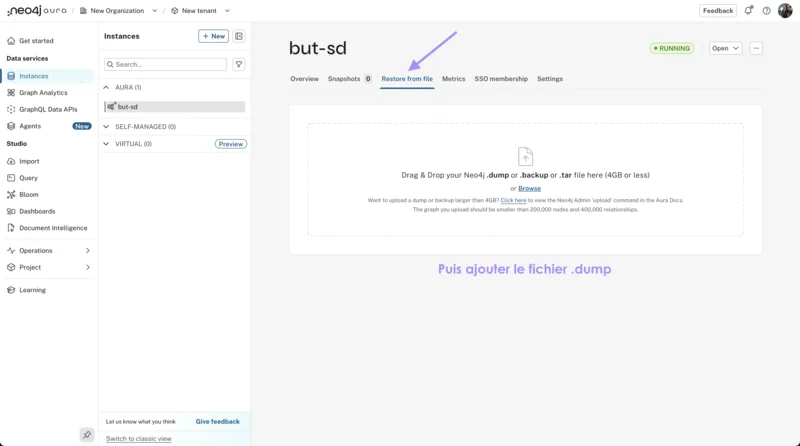 neo4j aura / New Organization / New tenant Feedback
Get started
Data services
Instances
Graph Analytics
GraphQL Data APIs
Agents New
Studio
Import
Query
Bloom
Dashboards
Document Intelligence
Operations
Project
Learning
Instances + New
Search...
AURA (1)
but-sd
SELF-MANAGED (0)
VIRTUAL (0) Preview
Let us know what you think Give feedback
Switch to classic view
but-sd RUNNING Open ...
Overview Snapshots 0 Restore from file Metrics SSO membership Settings
Drag & Drop your Neo4j .dump or .backup or .tar file here (4GB or less)
or Browse
Want to upload a dump or backup larger than 4GB? Click here to view the Neo4j Admin 'upload' command in the Aura Docs.
The graph you upload should be smaller than 200,000 nodes and 400,000 relationships.
Puis ajouter le fichier .dump